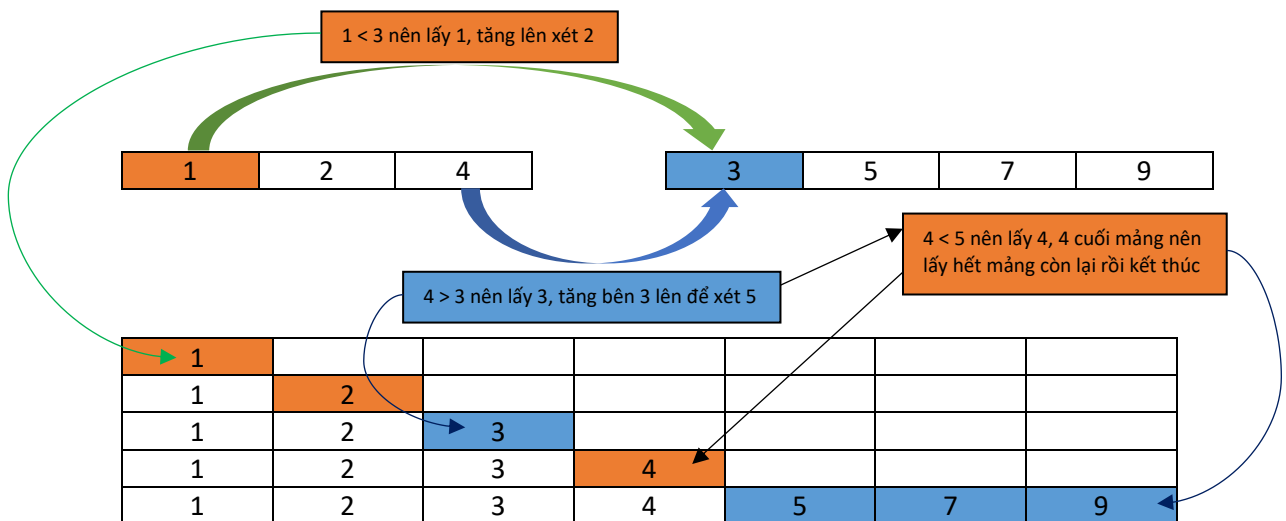 1 < 3 nên lấy 1, tăng lên xét 2
1 2 4 3 5 7 9
4 < 5 nên lấy 4, 4 cuối mảng nên
lấy hết mảng còn lại rồi kết thúc
4 > 3 nên lấy 3, tăng bên 3 lên để xét 5
1
1 2
1 2 3
1 2 3 4
1 2 3 4 5 7 9